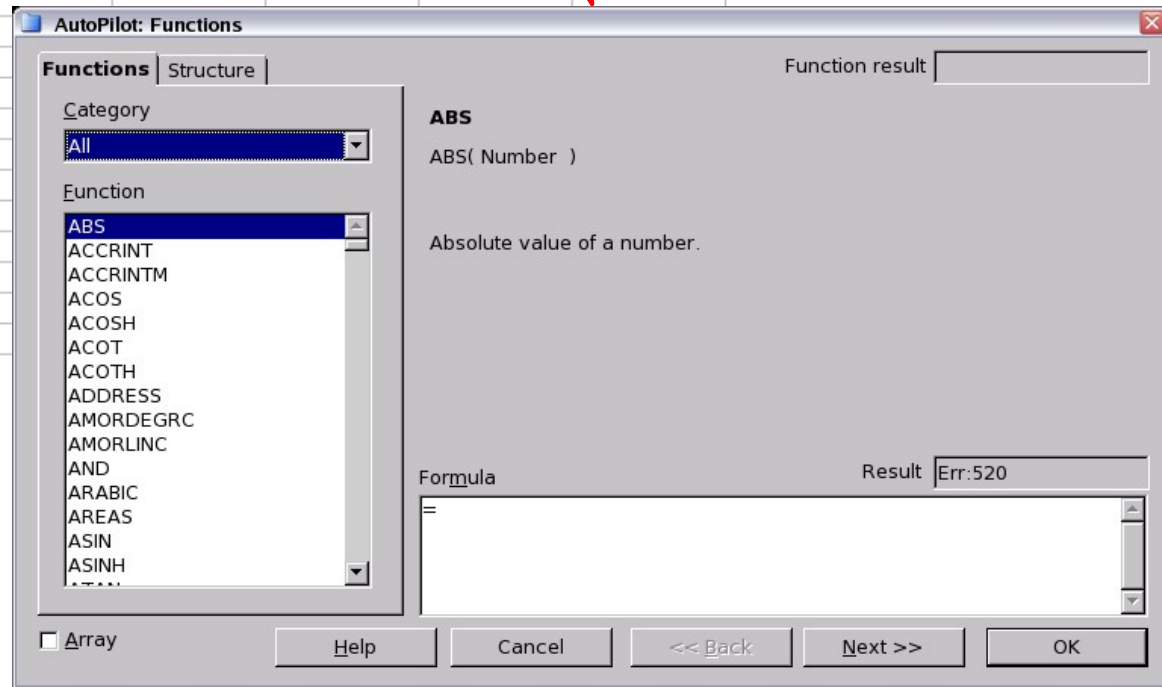 AutoPilot: Functions
Functions Structure
Function result
Category
All
Function
ABS
ACCRINT
ACCRINTM
ACOS
ACOSH
ACOT
ACOTH
ADDRESS
AMORDEGRC
AMORLINC
AND
ARABIC
AREAS
ASIN
ASINH
ABS
ABS( Number )
Absolute value of a number.
Formula
Result Err:520
=
Array
Help
Cancel
<< Back
Next >>
OK